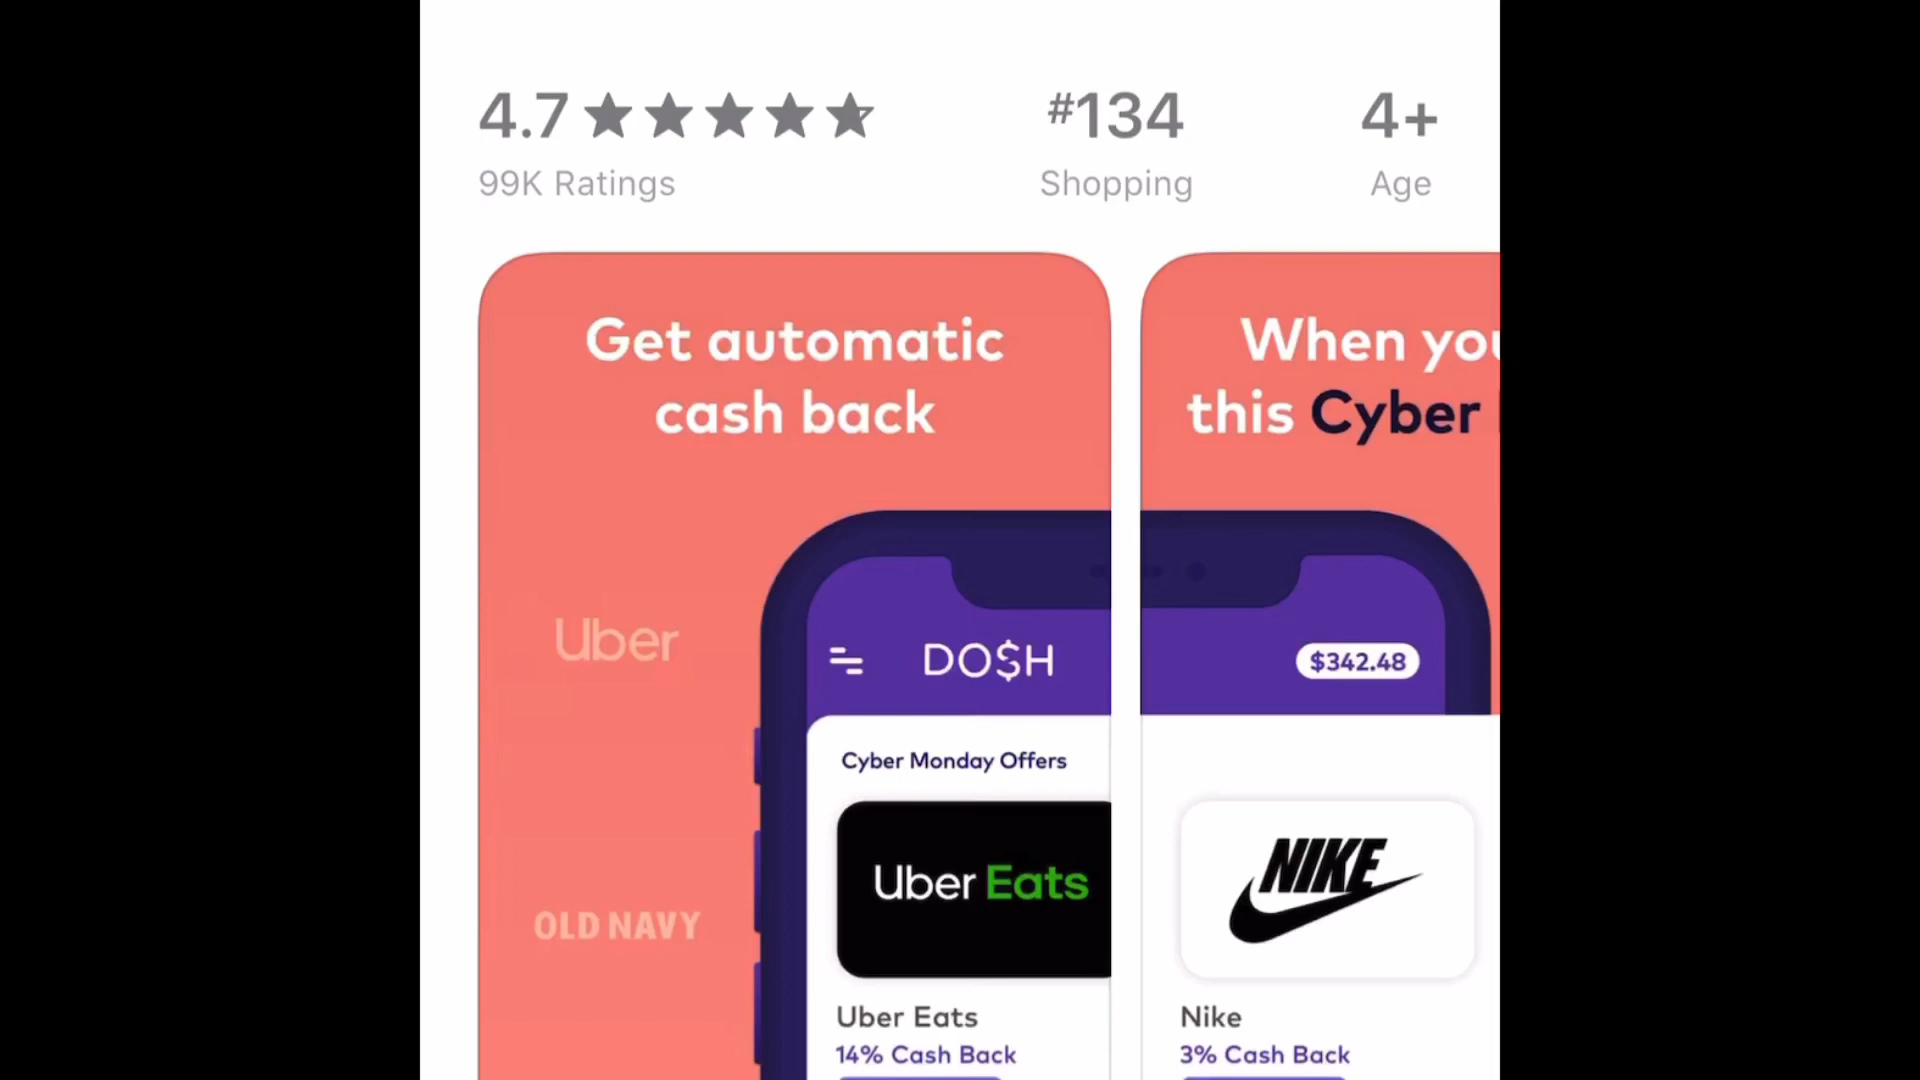 4.7
#134
4+
99K Ratings
Shopping
Age
Get automatic
cash back
When you
this Cyber
Uber
DO$H
$342.48
Cyber Monday Offers
Uber Eats
NIKE
OLD NAVY
Uber Eats
14% Cash Back
Nike
3% Cash Back